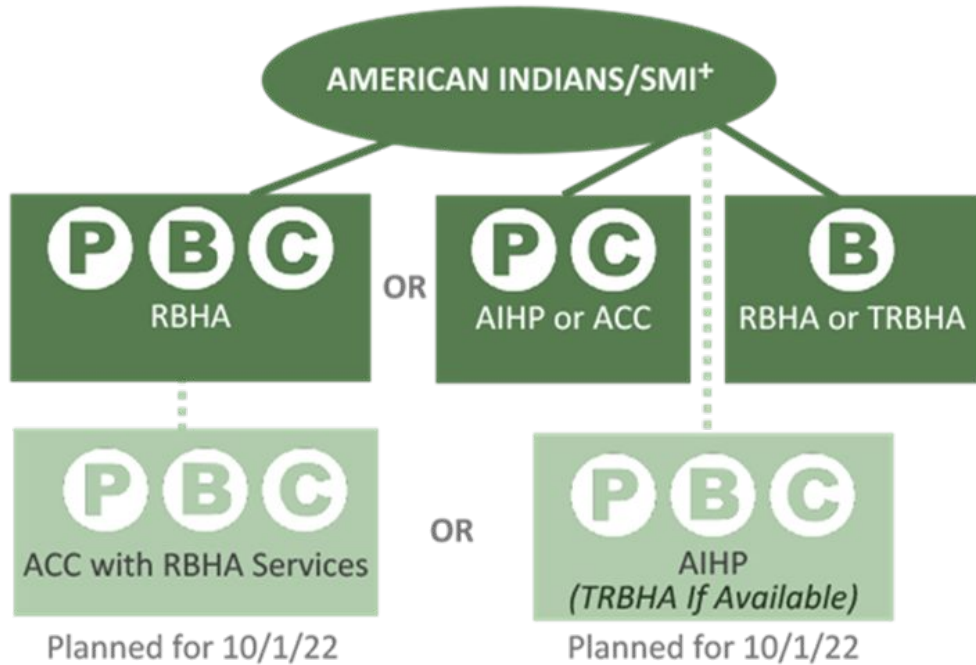 AMERICAN INDIANS/SMI+
P B C
RBHA
OR
P C
AIHP or ACC
B
RBHA or TRBHA
P B C
ACC with RBHA Services
Planned for 10/1/22
OR
P B C
AIHP
(TRBHA If Available)
Planned for 10/1/22